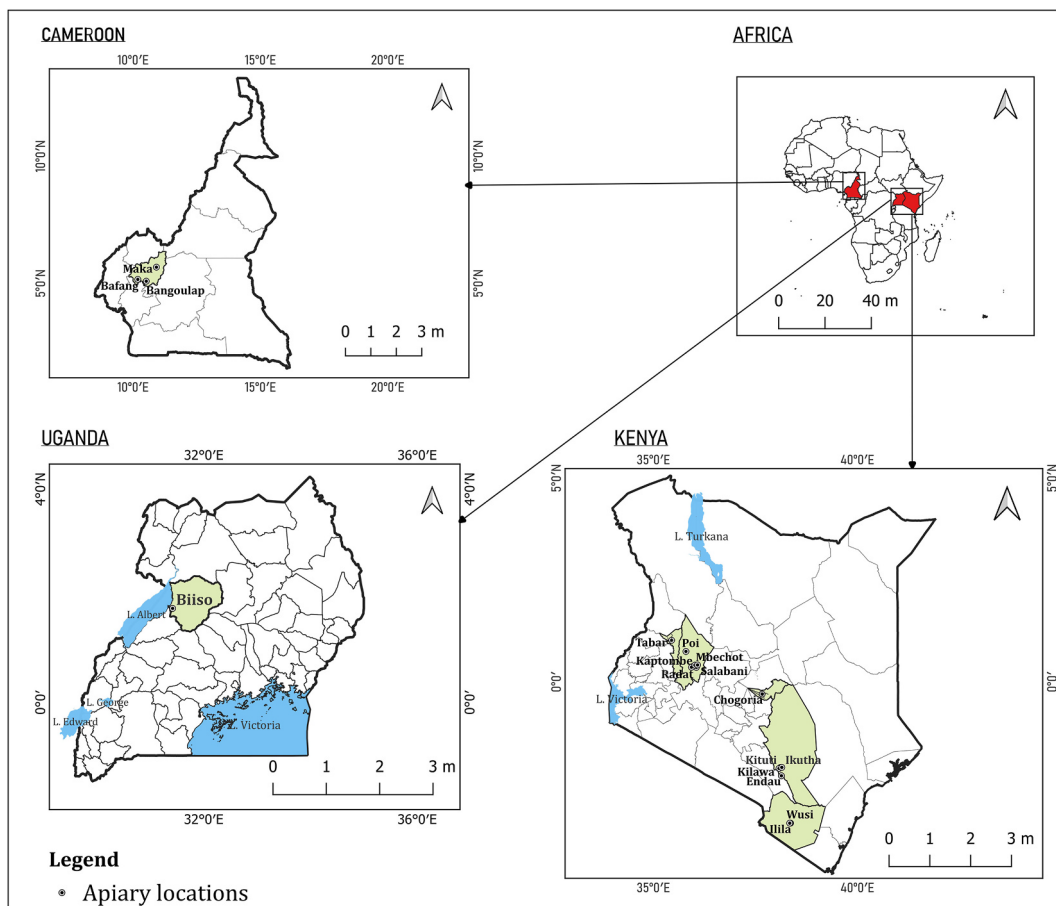 CAMEROON
10°0'E 15°0'E 20°0'E
10°0'N
10°0'N
5°0'N
5°0'N
Maka
Bafang
Bangoulap
0 1 2 3 m
10°0'E 15°0'E 20°0'E
AFRICA
0 20 40 m
UGANDA
32°0'E 36°0'E
4°0'N
4°0'N
Biiso
L. Albert
L. George
L. Edward
L. Victoria
0°0'
0°0'
0 1 2 3 m
32°0'E 36°0'E
KENYA
35°0'E 40°0'E
5°0'N
5°0'N
L. Turkana
Tabar
Poi
Kaptombe
Mbechot
Radat
Salabani
L. Victoria
Chogoria
0°0'
0°0'
Kituti
Ikutha
Kilawa
Endau
Wusi
Ilila
0 1 2 3 m
35°0'E 40°0'E
Legend
Apiary locations